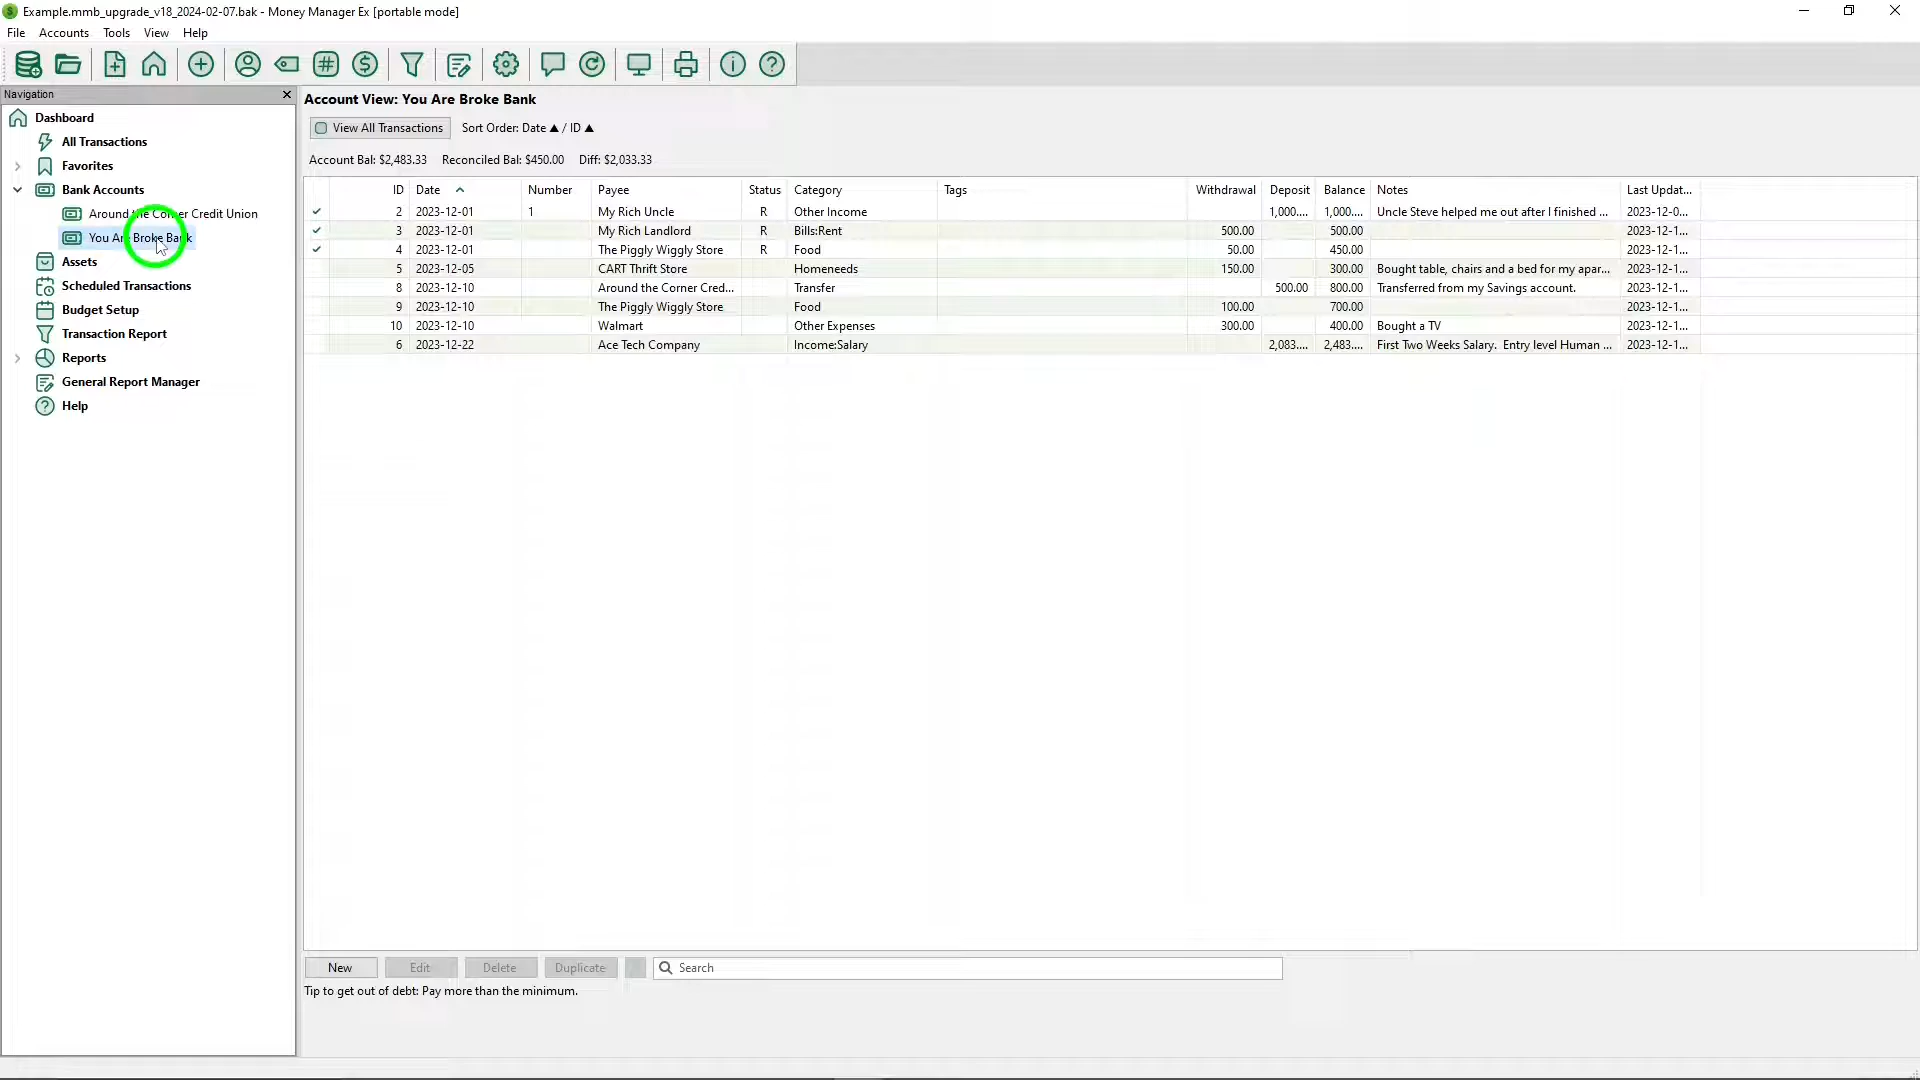 Example.mmb_upgrade_v18_2024-02-07.bak - Money Manager Ex [portable mode]
File Accounts Tools View Help
Navigation
Dashboard
All Transactions
Favorites
Bank Accounts
Around the Corner Credit Union
You Are Broke Bank
Assets
Scheduled Transactions
Budget Setup
Transaction Report
Reports
General Report Manager
Help
Account View: You Are Broke Bank
View All Transactions Sort Order: Date ▲ / ID ▲
Account Bal: $2,483.33 Reconciled Bal: $450.00 Diff: $2,033.33
ID Date Number Payee Status Category Tags Withdrawal Deposit Balance Notes Last Updat...
2 2023-12-01 1 My Rich Uncle R Other Income 1,000.... 1,000.... Uncle Steve helped me out after I finished ... 2023-12-0...
3 2023-12-01 My Rich Landlord R Bills:Rent 500.00 500.00 2023-12-1...
4 2023-12-01 The Piggly Wiggly Store R Food 50.00 450.00 2023-12-1...
5 2023-12-05 CART Thrift Store Homeneeds 150.00 300.00 Bought table, chairs and a bed for my apar... 2023-12-1...
8 2023-12-10 Around the Corner Cred... Transfer 500.00 800.00 Transferred from my Savings account. 2023-12-1...
9 2023-12-10 The Piggly Wiggly Store Food 100.00 700.00 2023-12-1...
10 2023-12-10 Walmart Other Expenses 300.00 400.00 Bought a TV 2023-12-1...
6 2023-12-22 Ace Tech Company Income:Salary 2,083.... 2,483.... First Two Weeks Salary. Entry level Human ... 2023-12-1...
New Edit Delete Duplicate Search
Tip to get out of debt: Pay more than the minimum.